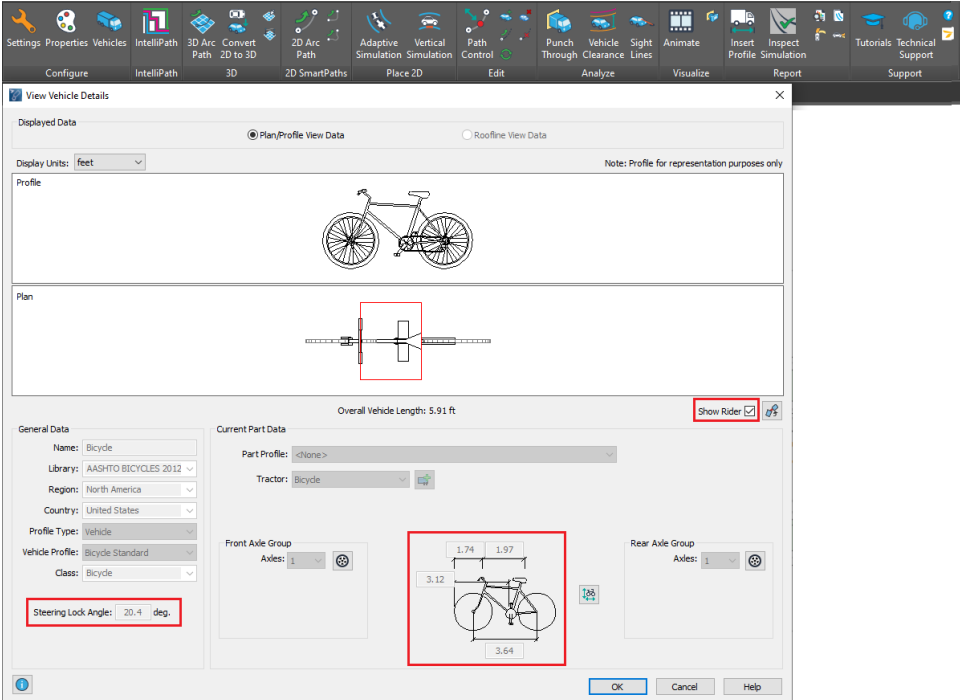 Settings Properties Vehicles IntelliPath 3D Arc Path Convert 2D to 3D 2D Arc Path Adaptive Simulation Vertical Simulation Path Control Punch Through Vehicle Clearance Sight Lines Animate Insert Profile Inspect Simulation Tutorials Technical Support
Configure IntelliPath 3D 2D SmartPaths Place 2D Edit Analyze Visualize Report Support
View Vehicle Details
Displayed Data
Plan/Profile View Data Roofline View Data
Display Units: feet Note: Profile for representation purposes only
Profile
Plan
Overall Vehicle Length: 5.91 ft Show Rider
General Data Current Part Data
Name: Bicycle Part Profile: <None>
Library: AASHTO BICYCLES 2012
Tractor: Bicycle
Region: North America
Country: United States
Profile Type: Vehicle
Vehicle Profile: Bicycle Standard
Class: Bicycle
Steering Lock Angle: 20.4 deg.
Front Axle Group
Axles: 1
1.74 1.97
3.12
3.64
Rear Axle Group
Axles: 1
OK Cancel Help